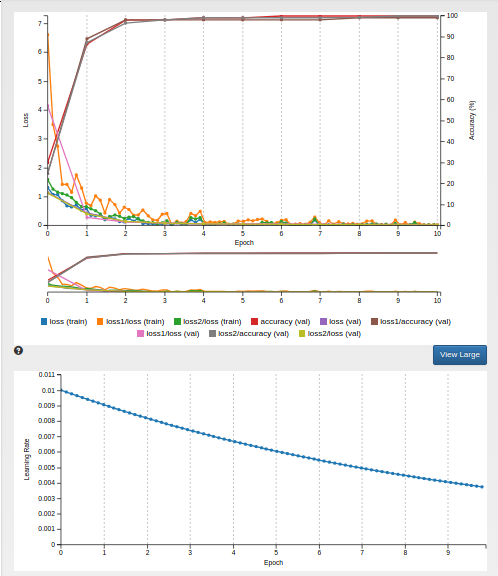 7 100
90
6
80
5 70
60
4
50
3
40
2 30
20
1
10
0 0
Loss
Accuracy (%)
0 1 2 3 4 5 6 7 8 9 10
Epoch
0 1 2 3 4 5 6 7 8 9 10
loss (train) loss1/loss (train) loss2/loss (train) accuracy (val) loss (val) loss1/accuracy (val)
loss1/loss (val) loss2/accuracy (val) loss2/loss (val)
?
View Large
0.011
0.01
0.009
0.008
0.007
0.006
0.005
0.004
0.003
0.002
0.001
0
Learning Rate
0 1 2 3 4 5 6 7 8 9
Epoch